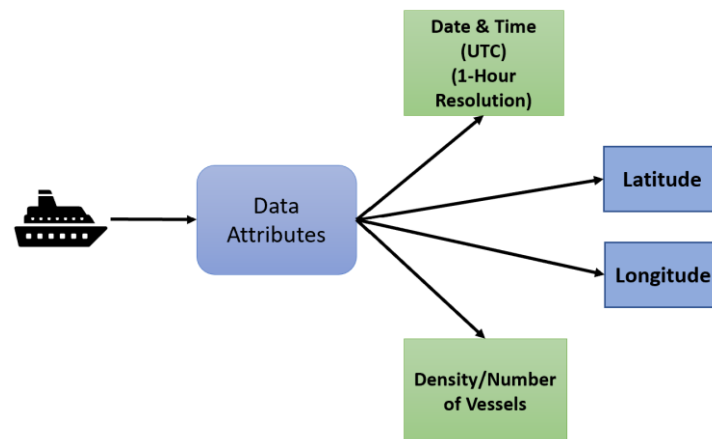 Date & Time
(UTC)
(1-Hour
Resolution)
Latitude
Data
Attributes
Longitude
Density/Number
of Vessels